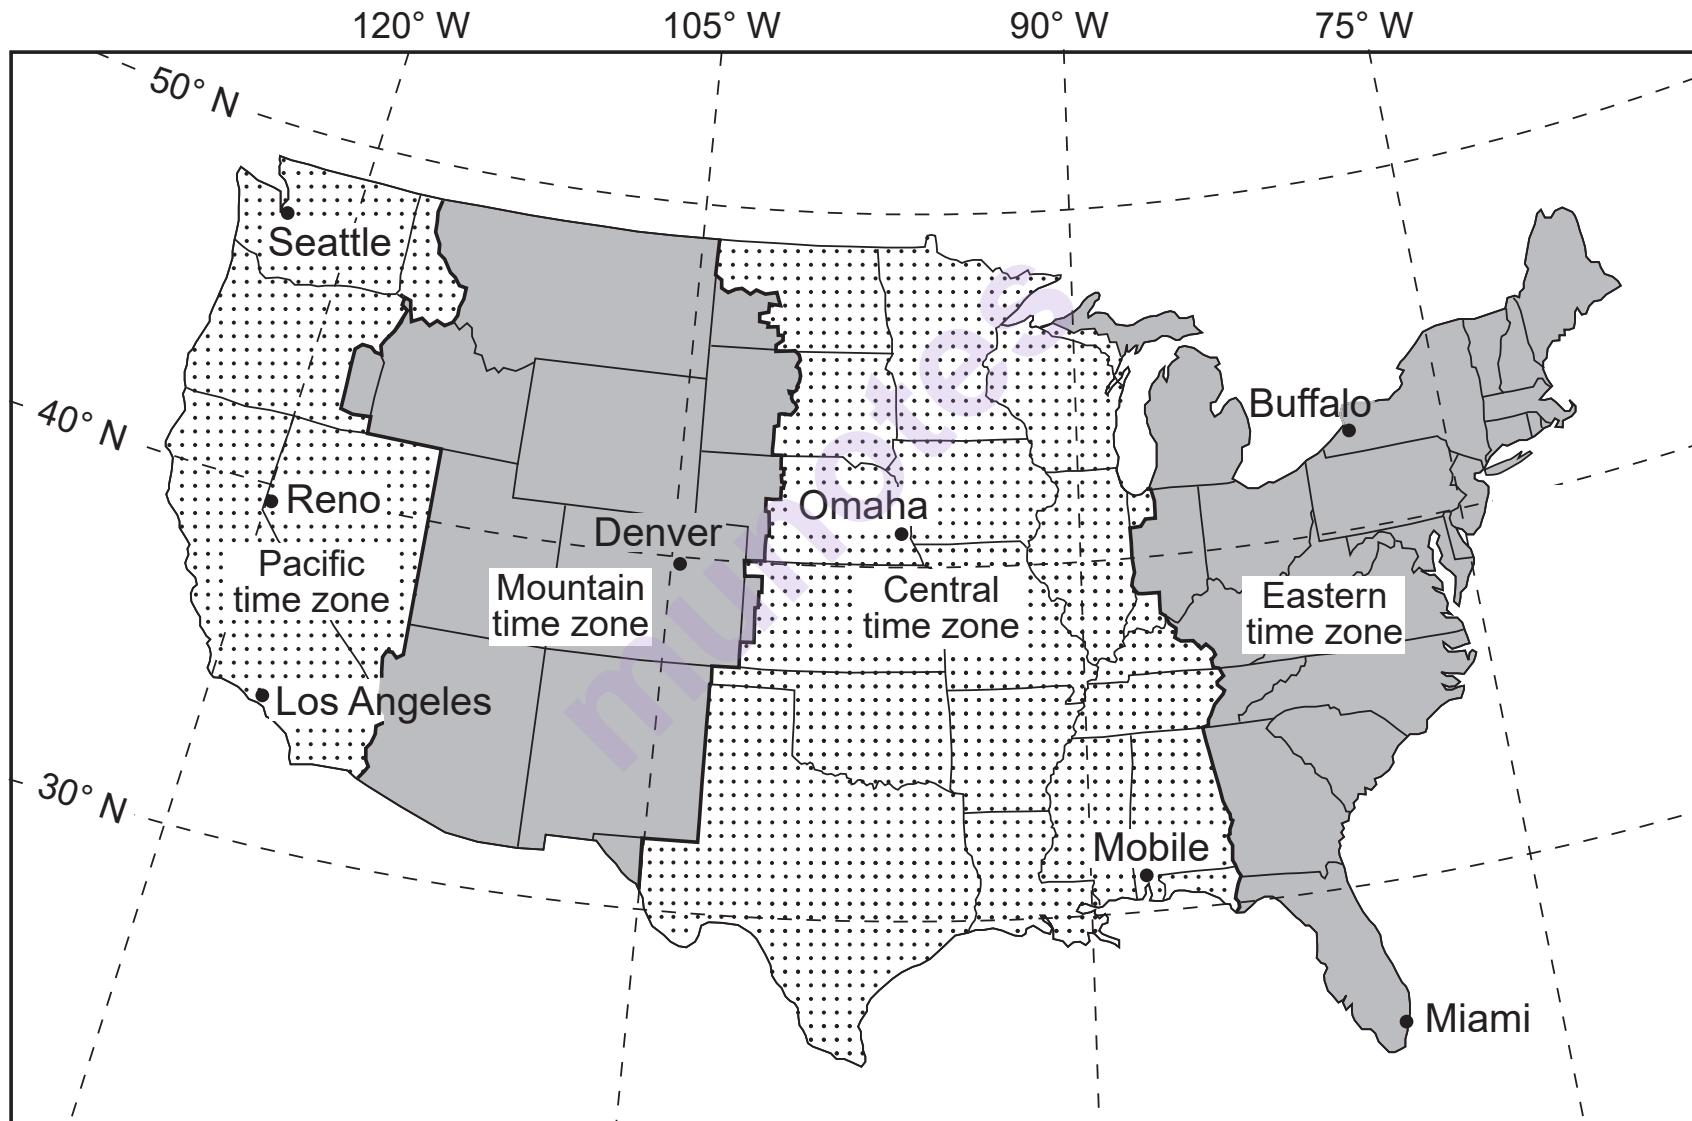 120° W 105° W 90° W 75° W
50° N
Seattle
40° N
Buffalo
Reno
Omaha
Denver
Pacific
time zone
Mountain
time zone
Central
time zone
Eastern
time zone
Los Angeles
30° N
Mobile
Miami
munotes